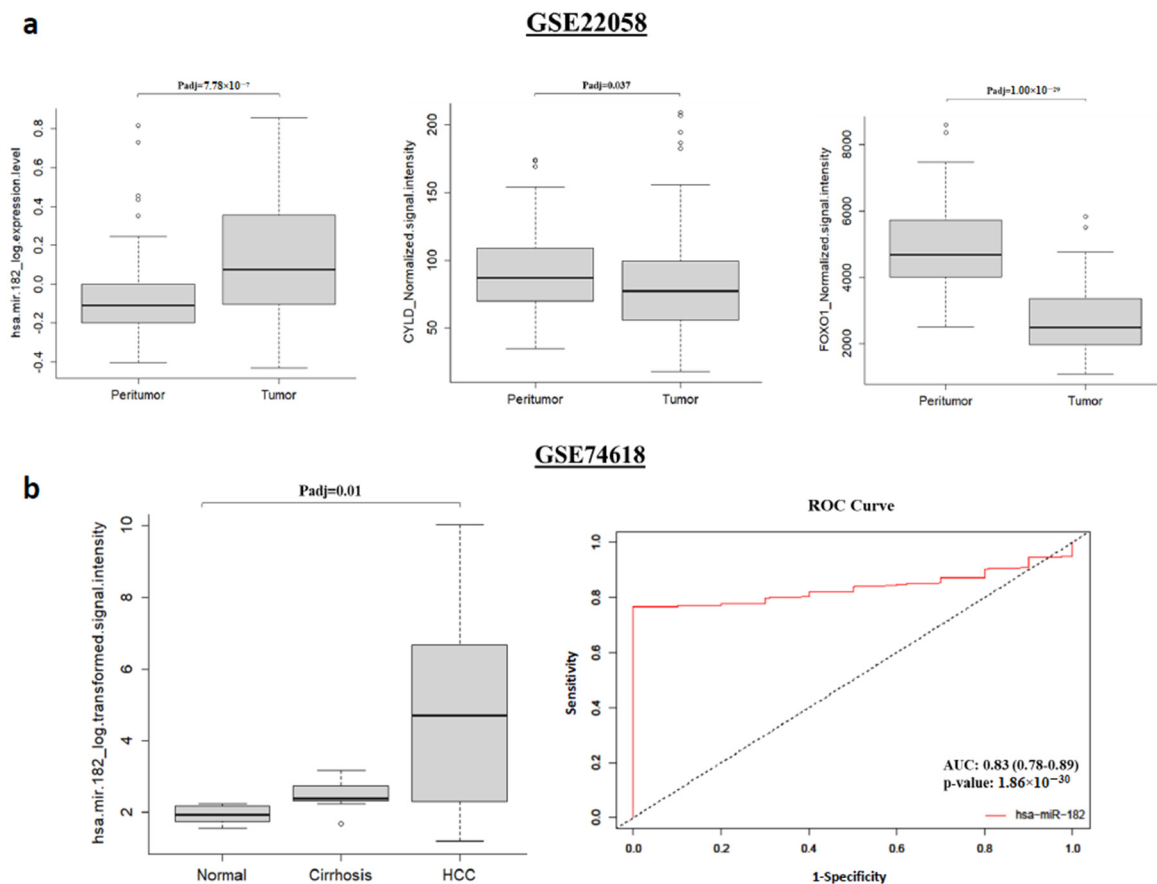 a
GSE22058
Padj=7.78×10⁻⁷
hsa.mir.182_log.expression.level
0.8
0.6
0.4
0.2
0.0
-0.2
-0.4
Peritumor Tumor
Padj=0.037
CYLD_Normalized.signal.intensity
200
150
100
50
Peritumor Tumor
Padj=1.00×10⁻²⁹
FOXO1_Normalized.signal.intensity
8000
6000
4000
2000
Peritumor Tumor
GSE74618
b
Padj=0.01
hsa.mir.182_log.transformed.signal.intensity
10
8
6
4
2
Normal Cirrhosis HCC
ROC Curve
Sensitivity
1.0
0.8
0.6
0.4
0.2
0.0
AUC: 0.83 (0.78-0.89)
p-value: 1.86×10⁻³⁰
hsa-miR-182
0.0 0.2 0.4 0.6 0.8 1.0
1-Specificity